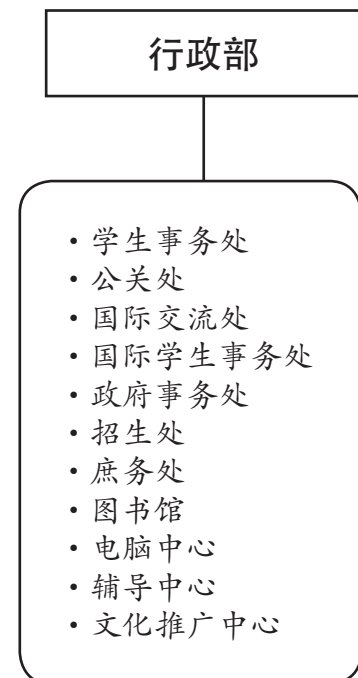 行政部
·学生事务处
·公关处
·国际交流处
·国际学生事务处
·政府事务处
·招生处
·庶务处
·图书馆
·电脑中心
·辅导中心
·文化推广中心